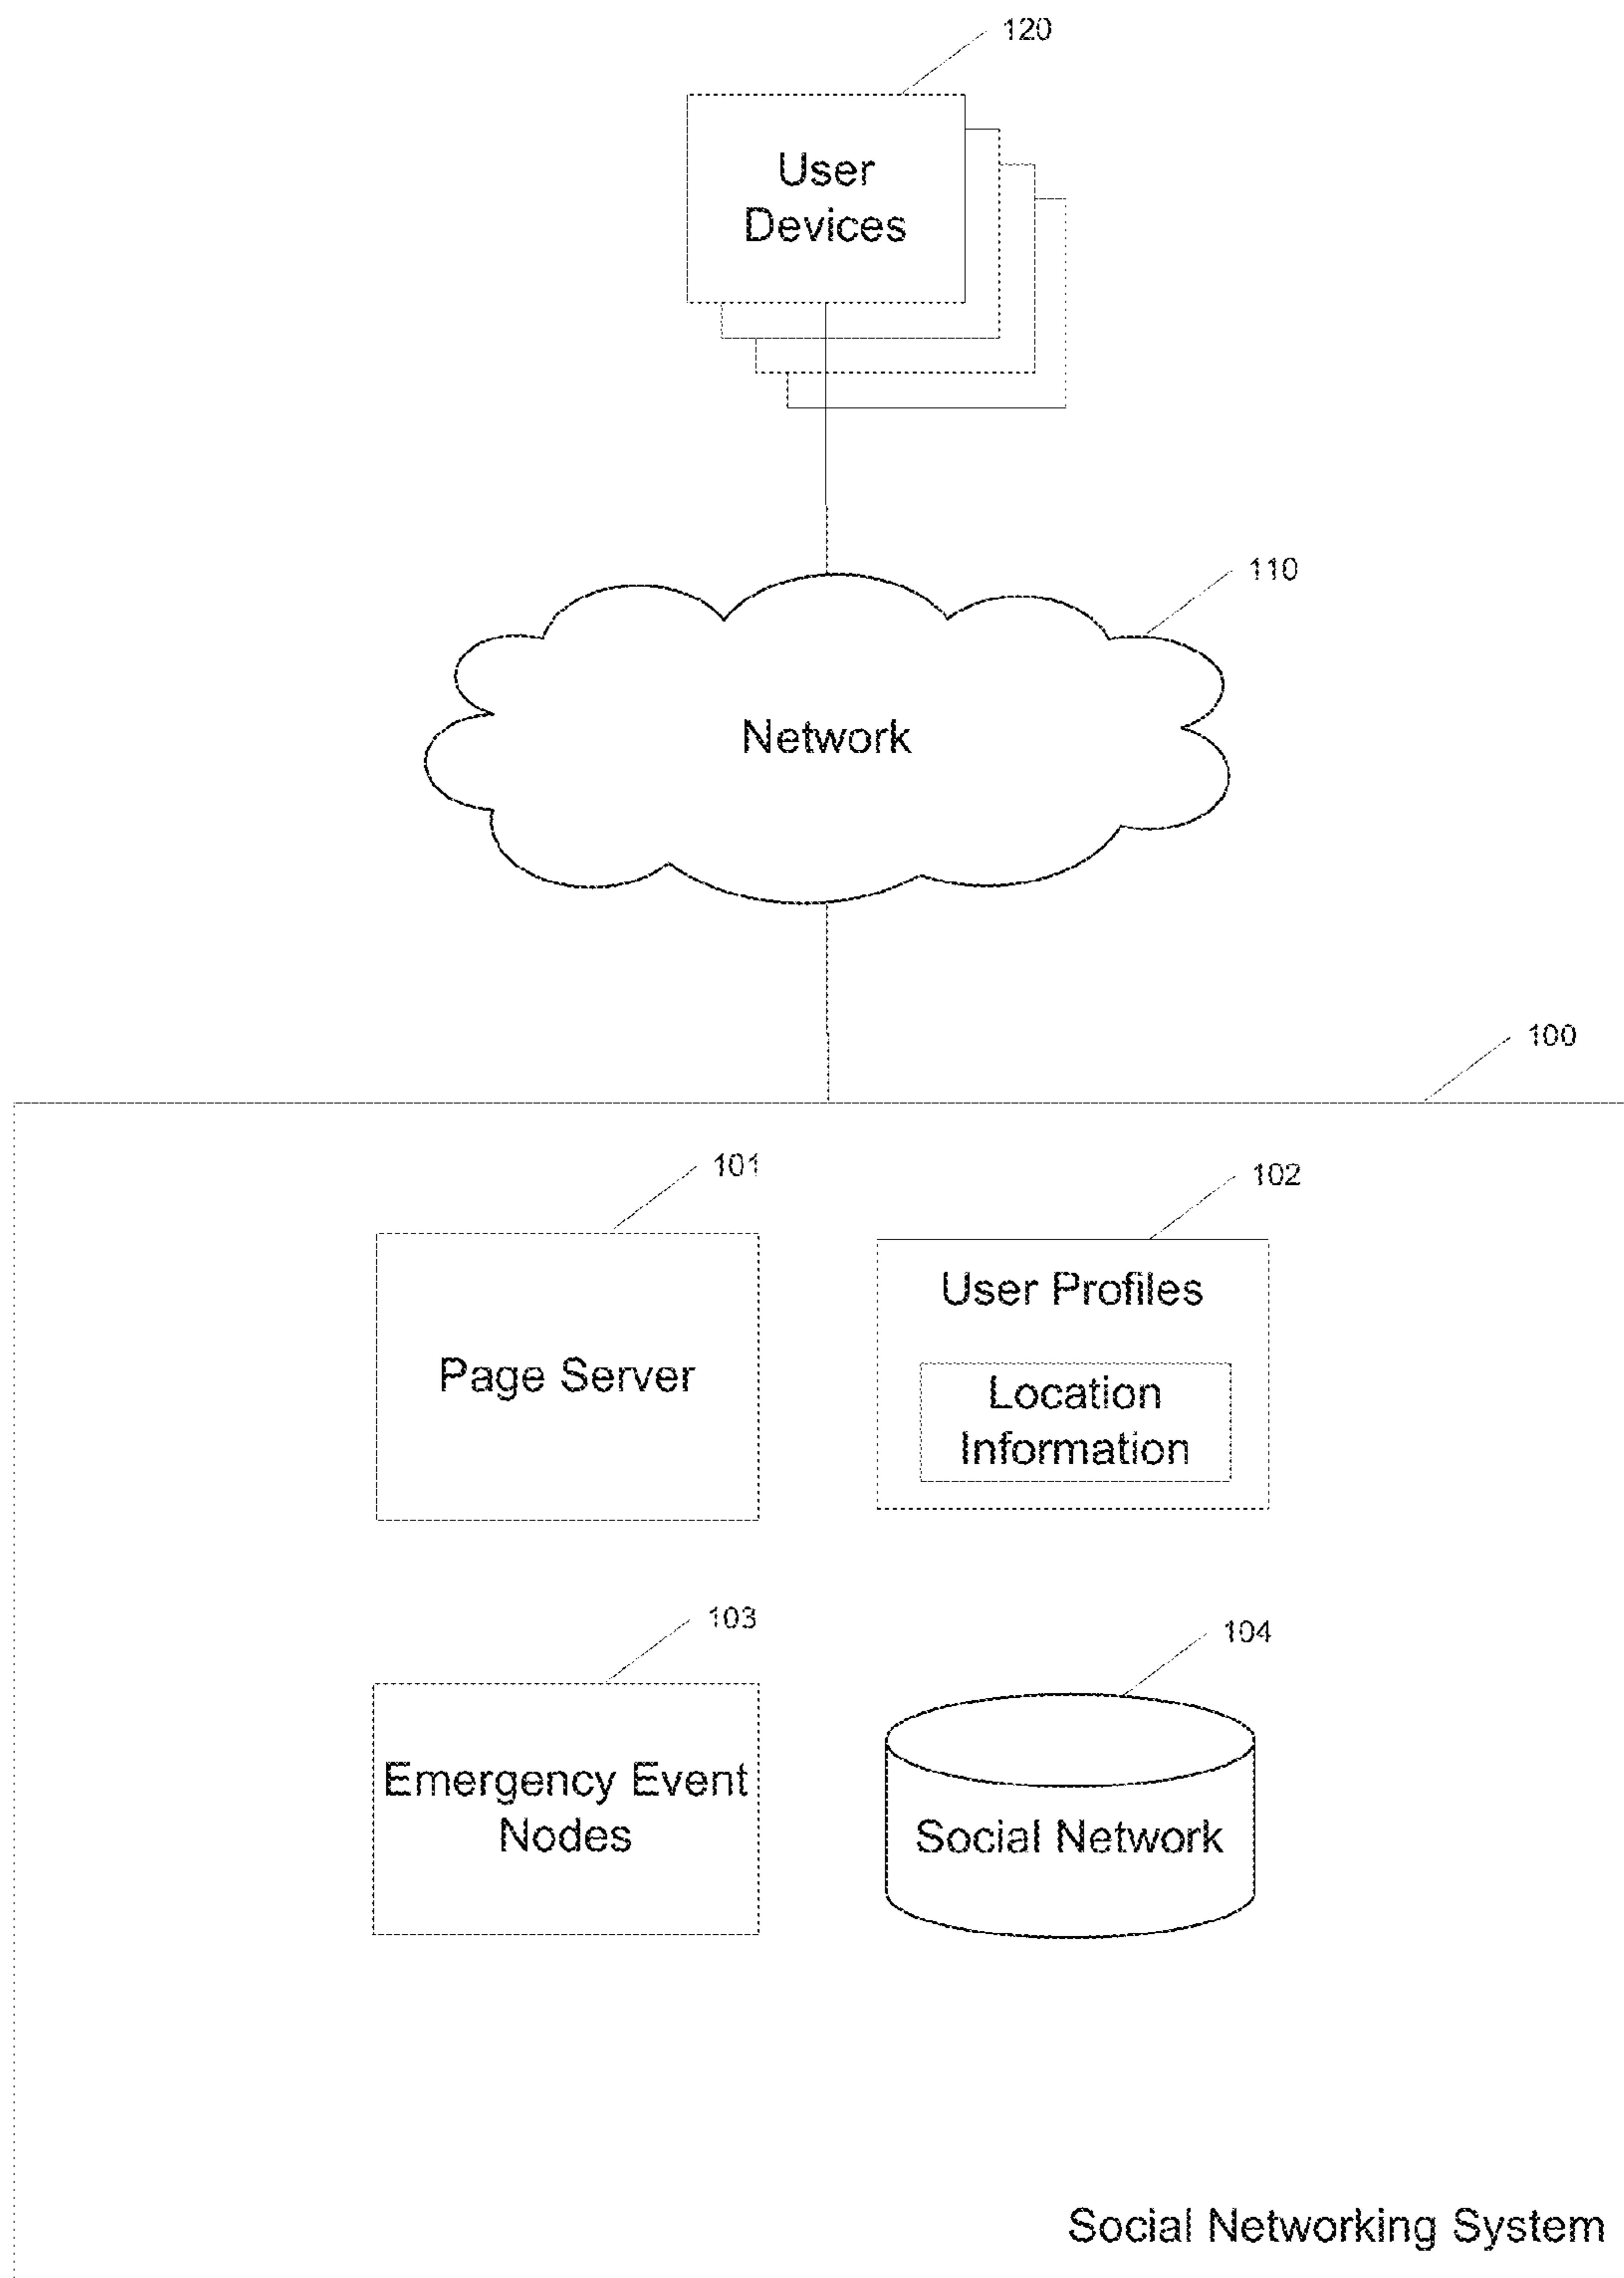 120
User
Devices
110
Network
100
101
102
User Profiles
Page Server
Location
Information
103
104
Emergency Event
Nodes
Social Network
Social Networking System